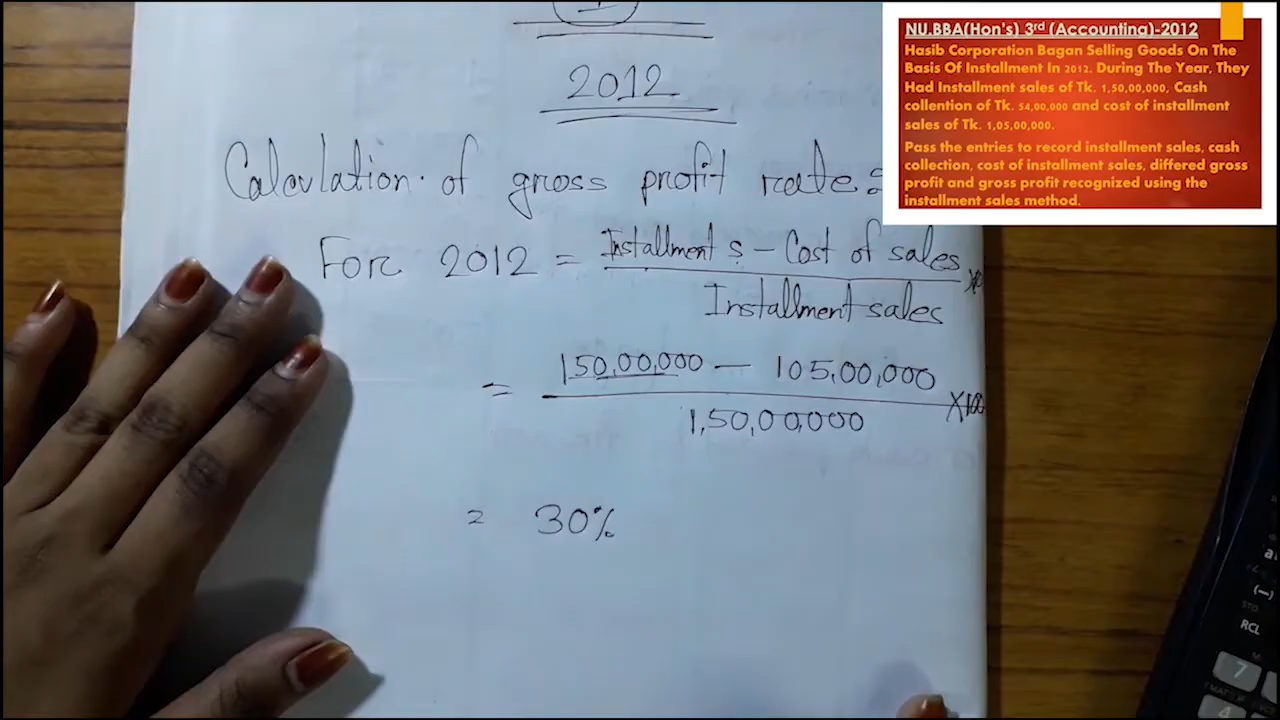 2012
Calculation of gross profit rate:
For 2012 = Installment s - Cost of sales
Installment sales
= 150,00,000 - 105,00,000 ×100
1,50,00,000
= 30%
NU.BBA(Hon's) 3rd (Accounting)-2012
Hasib Corporation Bagan Selling Goods On The
Basis Of Installment In 2012. During The Year, They
Had Installment sales of Tk. 1,50,00,000, Cash
collention of Tk. 54,00,000 and cost of installment
sales of Tk. 1,05,00,000.
Pass the entries to record installment sales, cash
collection, cost of installment sales, differed gross
profit and gross profit recognized using the
installment sales method.
RCL
(−)
7
4